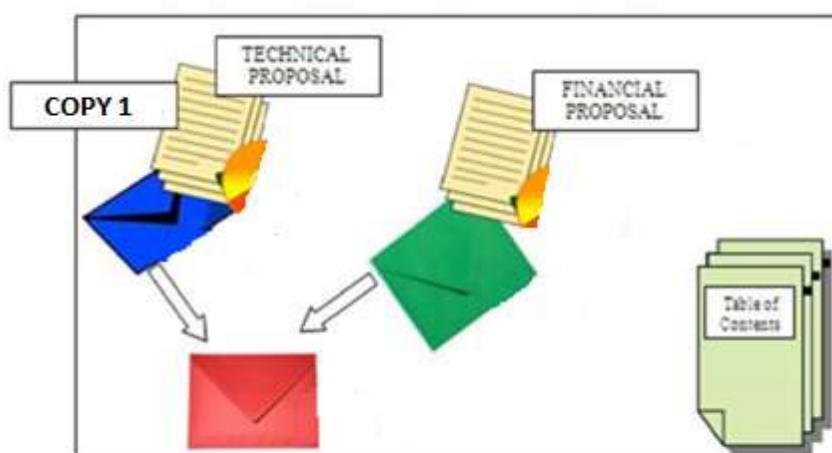 TECHNICAL
PROPOSAL
COPY 1
FINANCIAL
PROPOSAL
Table of
Contents